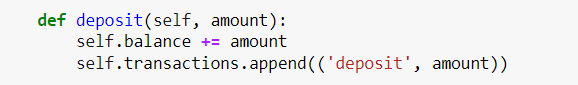 def deposit(self, amount):
    self.balance += amount
    self.transactions.append(('deposit', amount))